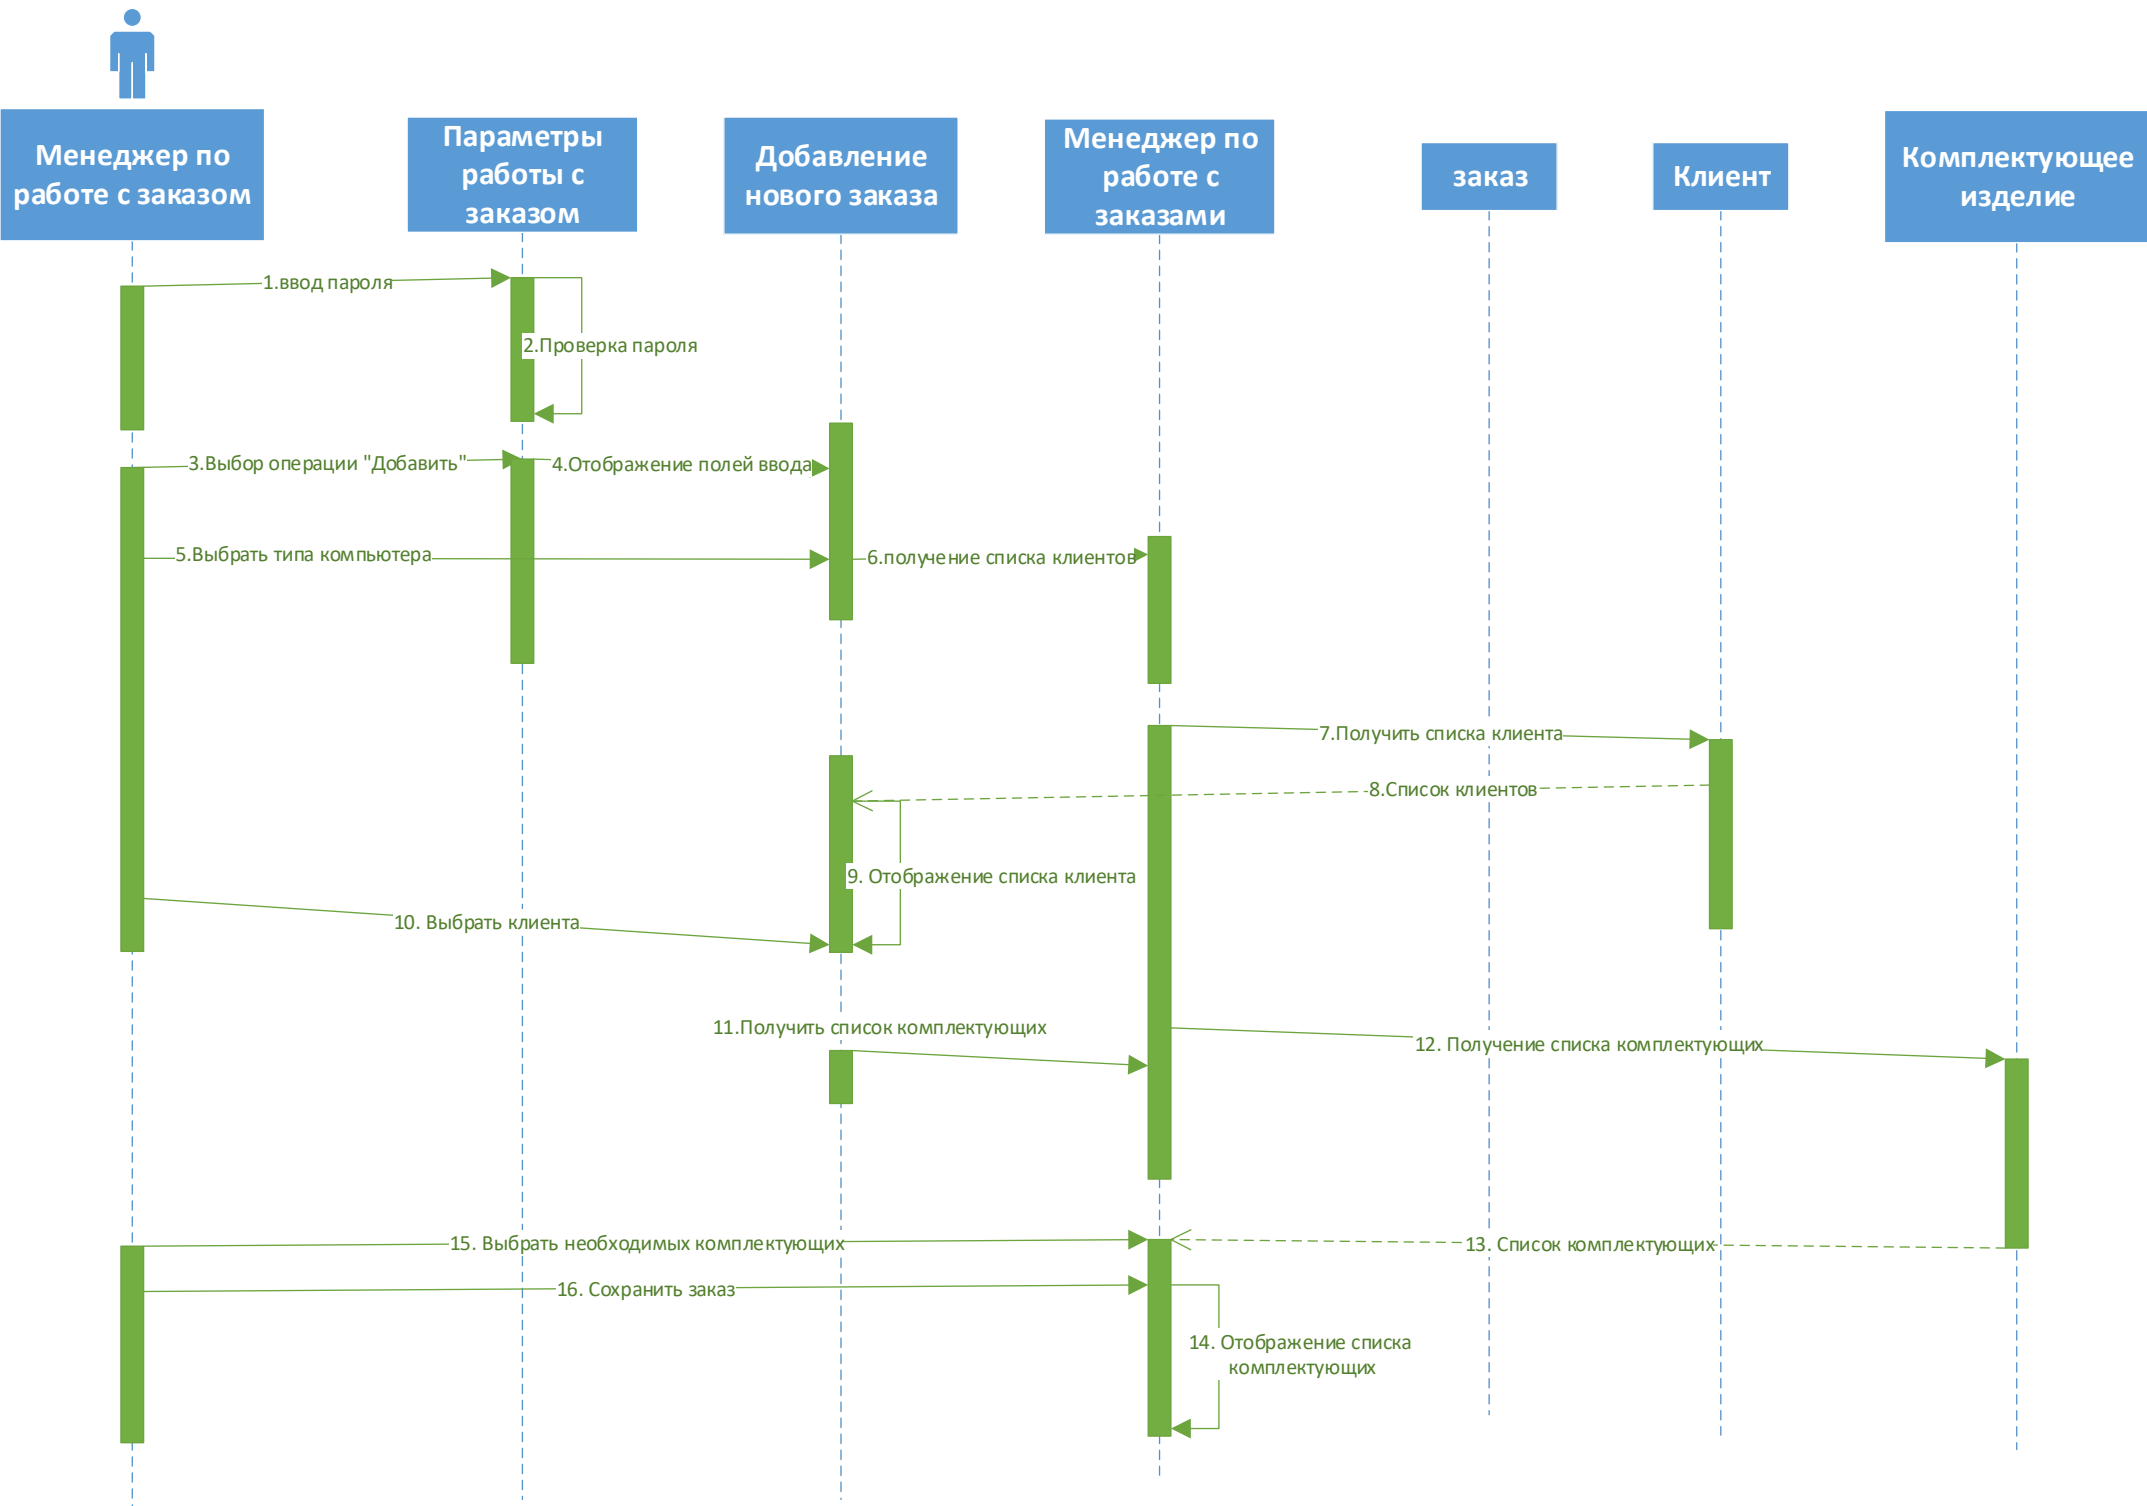 Менеджер по
работе с заказом
Параметры
работы с
заказом
Добавление
нового заказа
Менеджер по
работе с
заказами
заказ
Клиент
Комплектующее
изделие
1.ввод пароля
2.Проверка пароля
3.Выбор операции "Добавить"
4.Отображение полей ввода
5.Выбрать типа компьютера
6.получение списка клиентов
7.Получить списка клиента
8.Список клиентов
9. Отображение списка клиента
10. Выбрать клиента
11.Получить список комплектующих
12. Получение списка комплектующих
15. Выбрать необходимых комплектующих
13. Список комплектующих
16. Сохранить заказ
14. Отображение списка
комплектующих